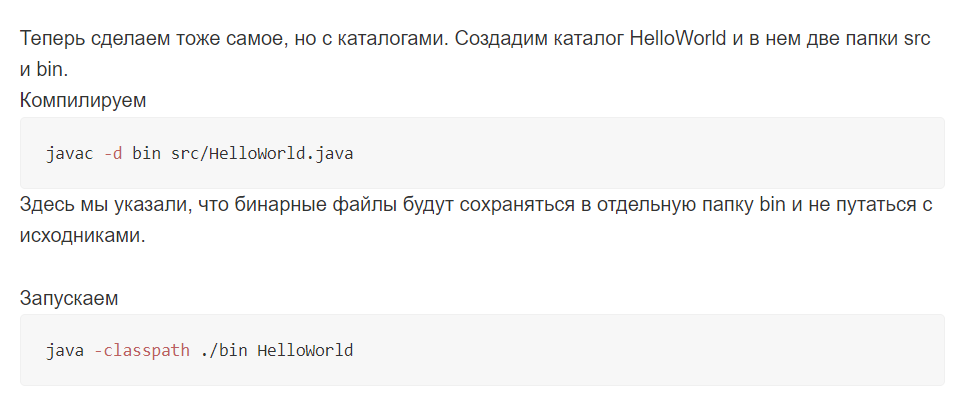 Теперь сделаем тоже самое, но с каталогами. Создадим каталог HelloWorld и в нем две папки src
и bin.
Компилируем
javac -d bin src/HelloWorld.java
Здесь мы указали, что бинарные файлы будут сохраняться в отдельную папку bin и не путаться с
исходниками.
Запускаем
java -classpath ./bin HelloWorld